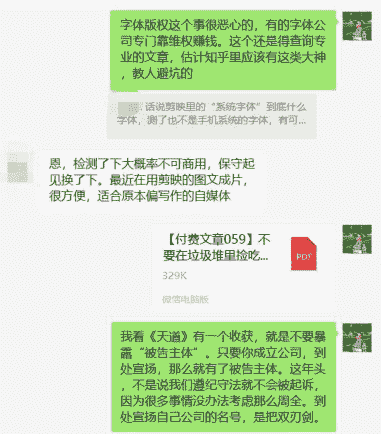 字体版权这个事很恶心的，有的字体公
司专门靠维权赚钱。这个还是得查询专
业的文章，估计知乎里应该有这类大神
，教人避坑的
话说剪映里的“系统字体”到底什么
字体，测了也不是手机系统的字体，有可...
恩，检测了下大概率不可商用，保守起
见换了下。最近在用剪映的图文成片，
很方便，适合原本偏写作的自媒体
【付费文章059】不
要在垃圾堆里捡吃...
PDF
329K
微信电脑版
我看《天道》有一个收获，就是不要暴
露“被告主体”。只要你成立公司，到
处宣扬，那么就有了被告主体。这年头
，不是说我们遵纪守法就不会被起诉，
因为很多事情没办法考虑那么周全。到
处宣扬自己公司的名号，是把双刃剑。